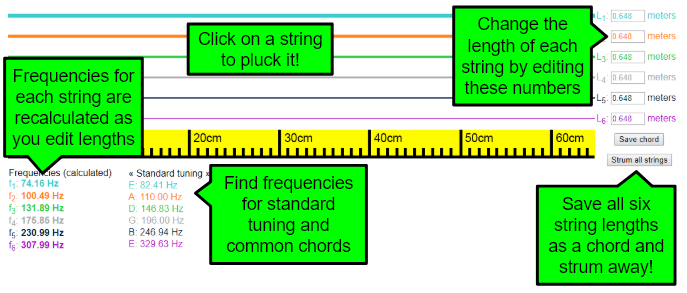 L1: 0.648 meters
0.648 meters
L3: 0.648 meters
L4: 0.648 meters
L5: 0.648 meters
L6: 0.648 meters
Click on a string
to pluck it!
Change the
length of each
string by editing
these numbers
Frequencies for
each string are
recalculated as
you edit lengths
20cm 30cm 40cm 50cm 60cm
Save chord
Strum all strings
Frequencies (calculated)
f1: 74.16 Hz
f2: 100.49 Hz
f3: 131.89 Hz
f4: 175.85 Hz
f5: 230.99 Hz
f6: 307.99 Hz
« Standard tuning »
E: 82.41 Hz
A: 110.00 Hz
D: 146.83 Hz
G: 196.00 Hz
B: 246.94 Hz
E: 329.63 Hz
Find frequencies
for standard
tuning and
common chords
Save all six
string lengths
as a chord and
strum away!